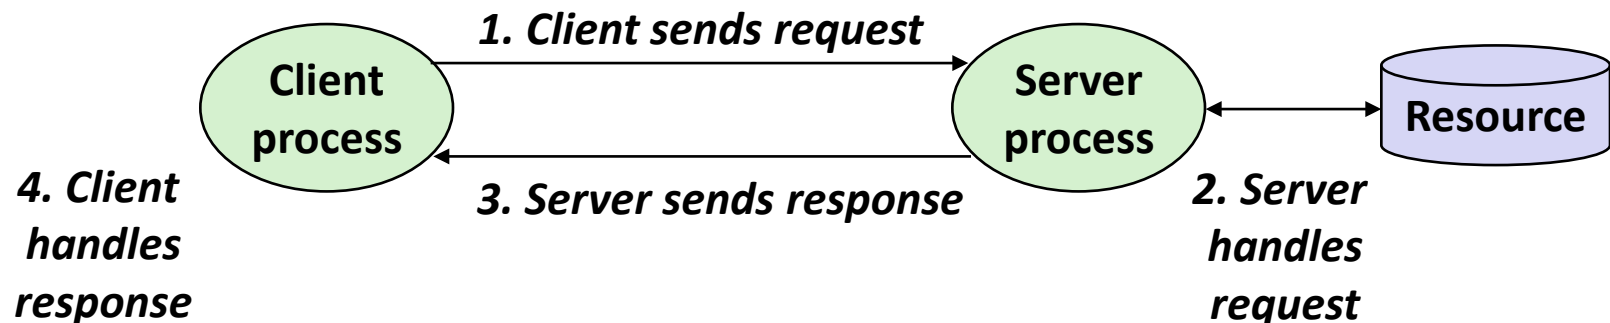 1. Client sends request
Client
process
Server
process
Resource
3. Server sends response
4. Client
handles
response
2. Server
handles
request